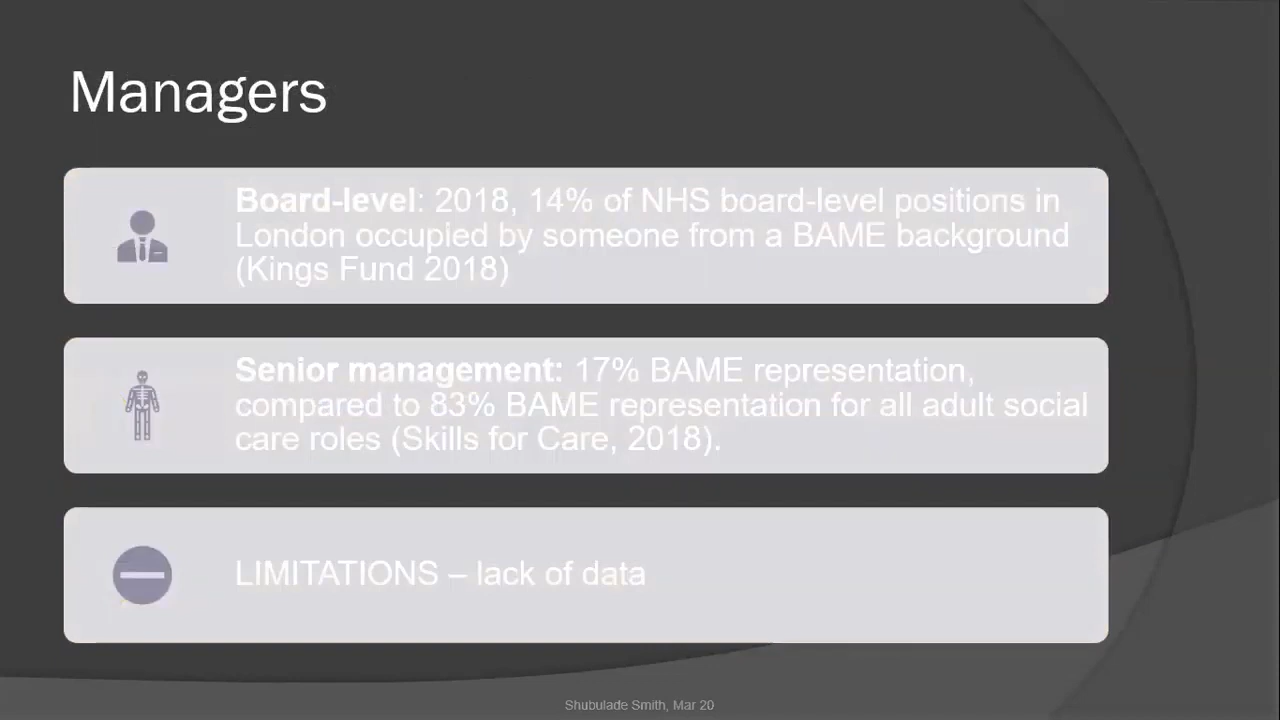 Managers
Board-level: 2018, 14% of NHS board-level positions in
London occupied by someone from a BAME background
(Kings Fund 2018)
Senior management: 17% BAME representation,
compared to 83% BAME representation for all adult social
care roles (Skills for Care, 2018).
LIMITATIONS – lack of data
Shubulade Smith, Mar 20